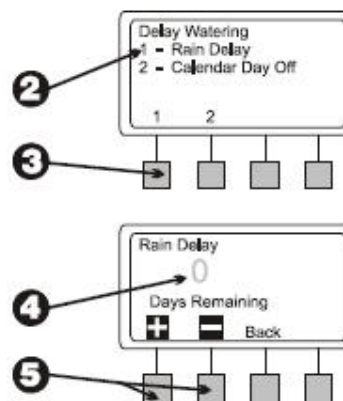 Delay Watering
1 - Rain Delay
2 - Calendar Day Off
2
1 2
3
Rain Delay
0
4
Days Remaining
+ - Back
5